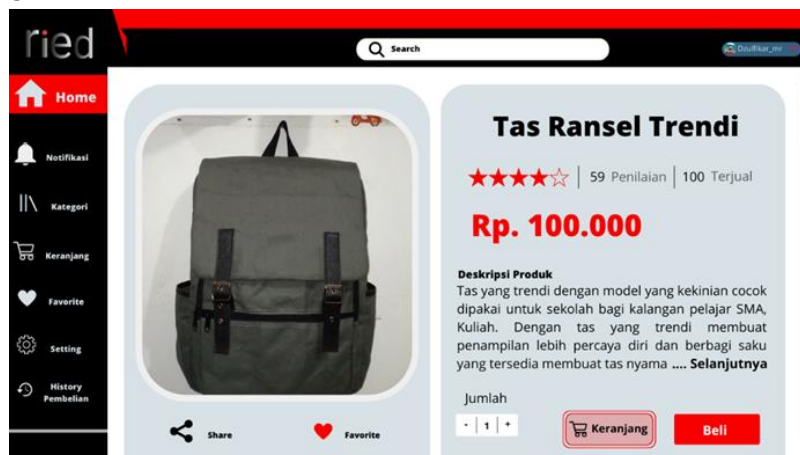 ried
Search
Dzulfikar_mr
Home
Notifikasi
Kategori
Keranjang
Favorite
Setting
History
Pembelian
Share
Favorite
Tas Ransel Trendi
59 Penilaian | 100 Terjual
Rp. 100.000
Deskripsi Produk
Tas yang trendi dengan model yang kekinian cocok
dipakai untuk sekolah bagi kalangan pelajar SMA,
Kuliah. Dengan tas yang trendi membuat
penampilan lebih percaya diri dan berbagi saku
yang tersedia membuat tas nyama .... Selanjutnya
Jumlah
- | 1 | +
Keranjang
Beli